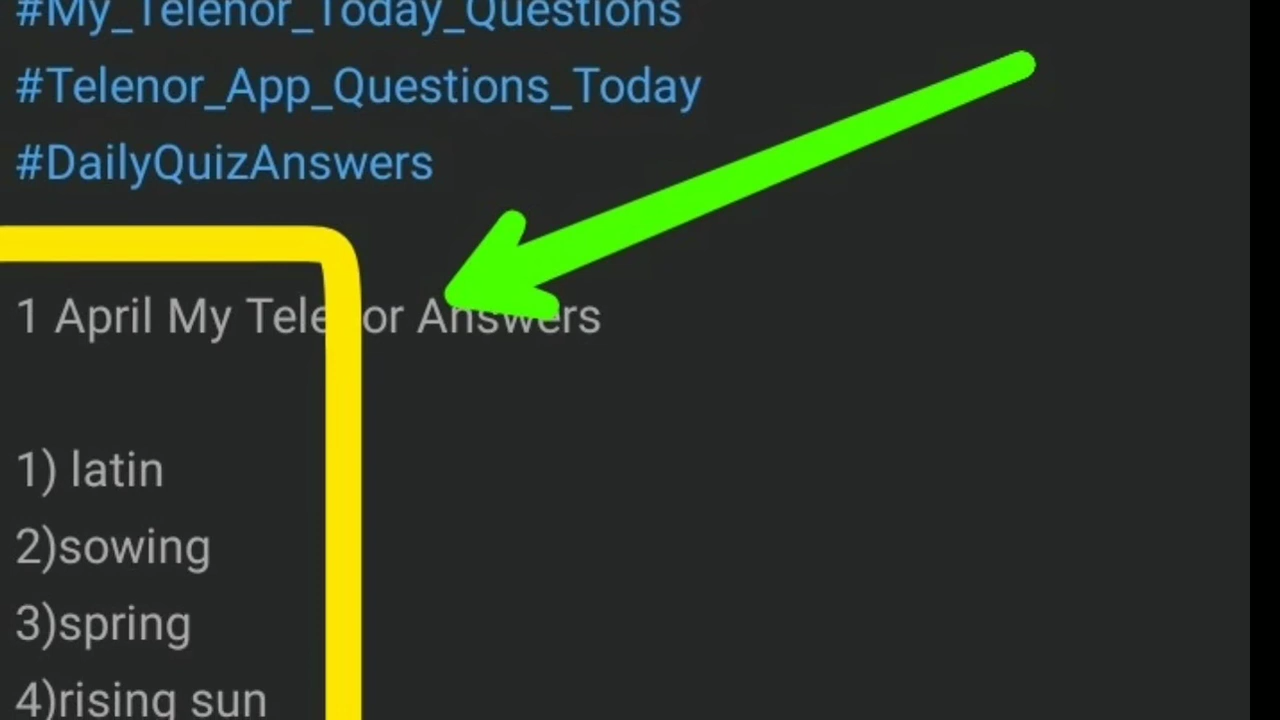 #My_Telenor_Today_Questions
#Telenor_App_Questions_Today
#DailyQuizAnswers
1 April My Telenor Answers
1) latin
2)sowing
3)spring
4)rising sun